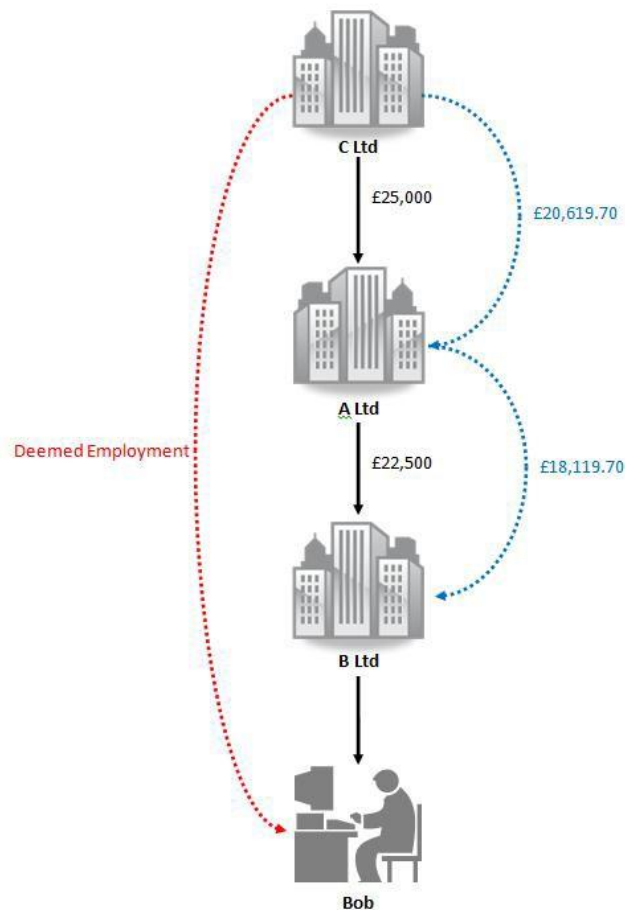 C Ltd
£25,000
£20,619.70
A Ltd
Deemed Employment
£22,500
£18,119.70
B Ltd
Bob